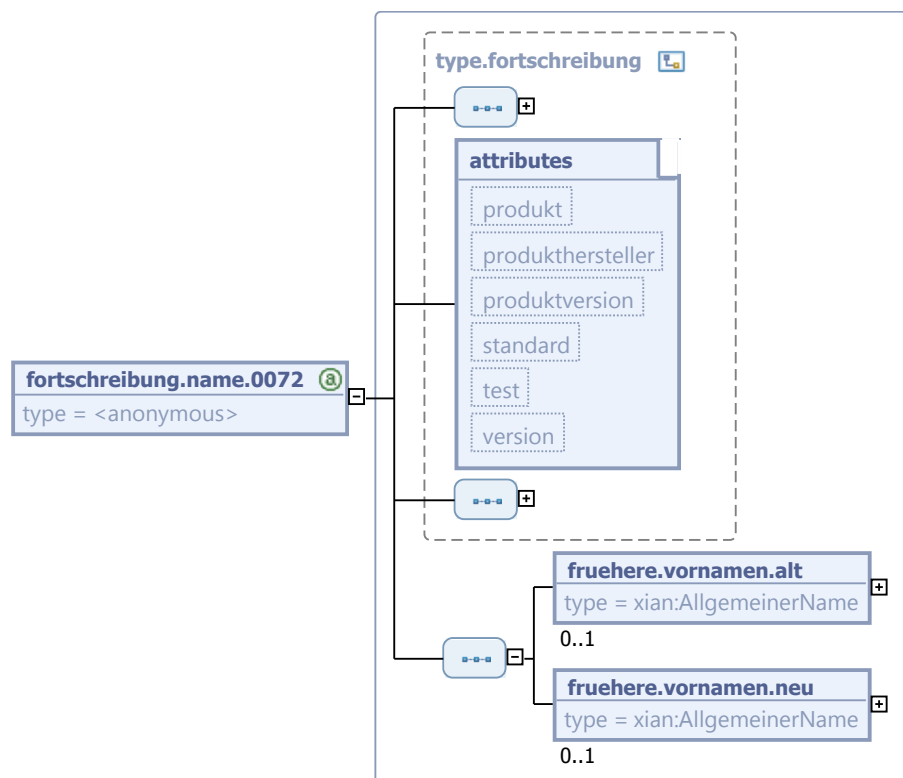 type.fortschreibung
attributes
produkt
produkthersteller
produktversion
standard
test
version
fortschreibung.name.0072 a
type = <anonymous>
fruehere.vornamen.alt
type = xian:AllgemeinerName
0..1
fruehere.vornamen.neu
type = xian:AllgemeinerName
0..1